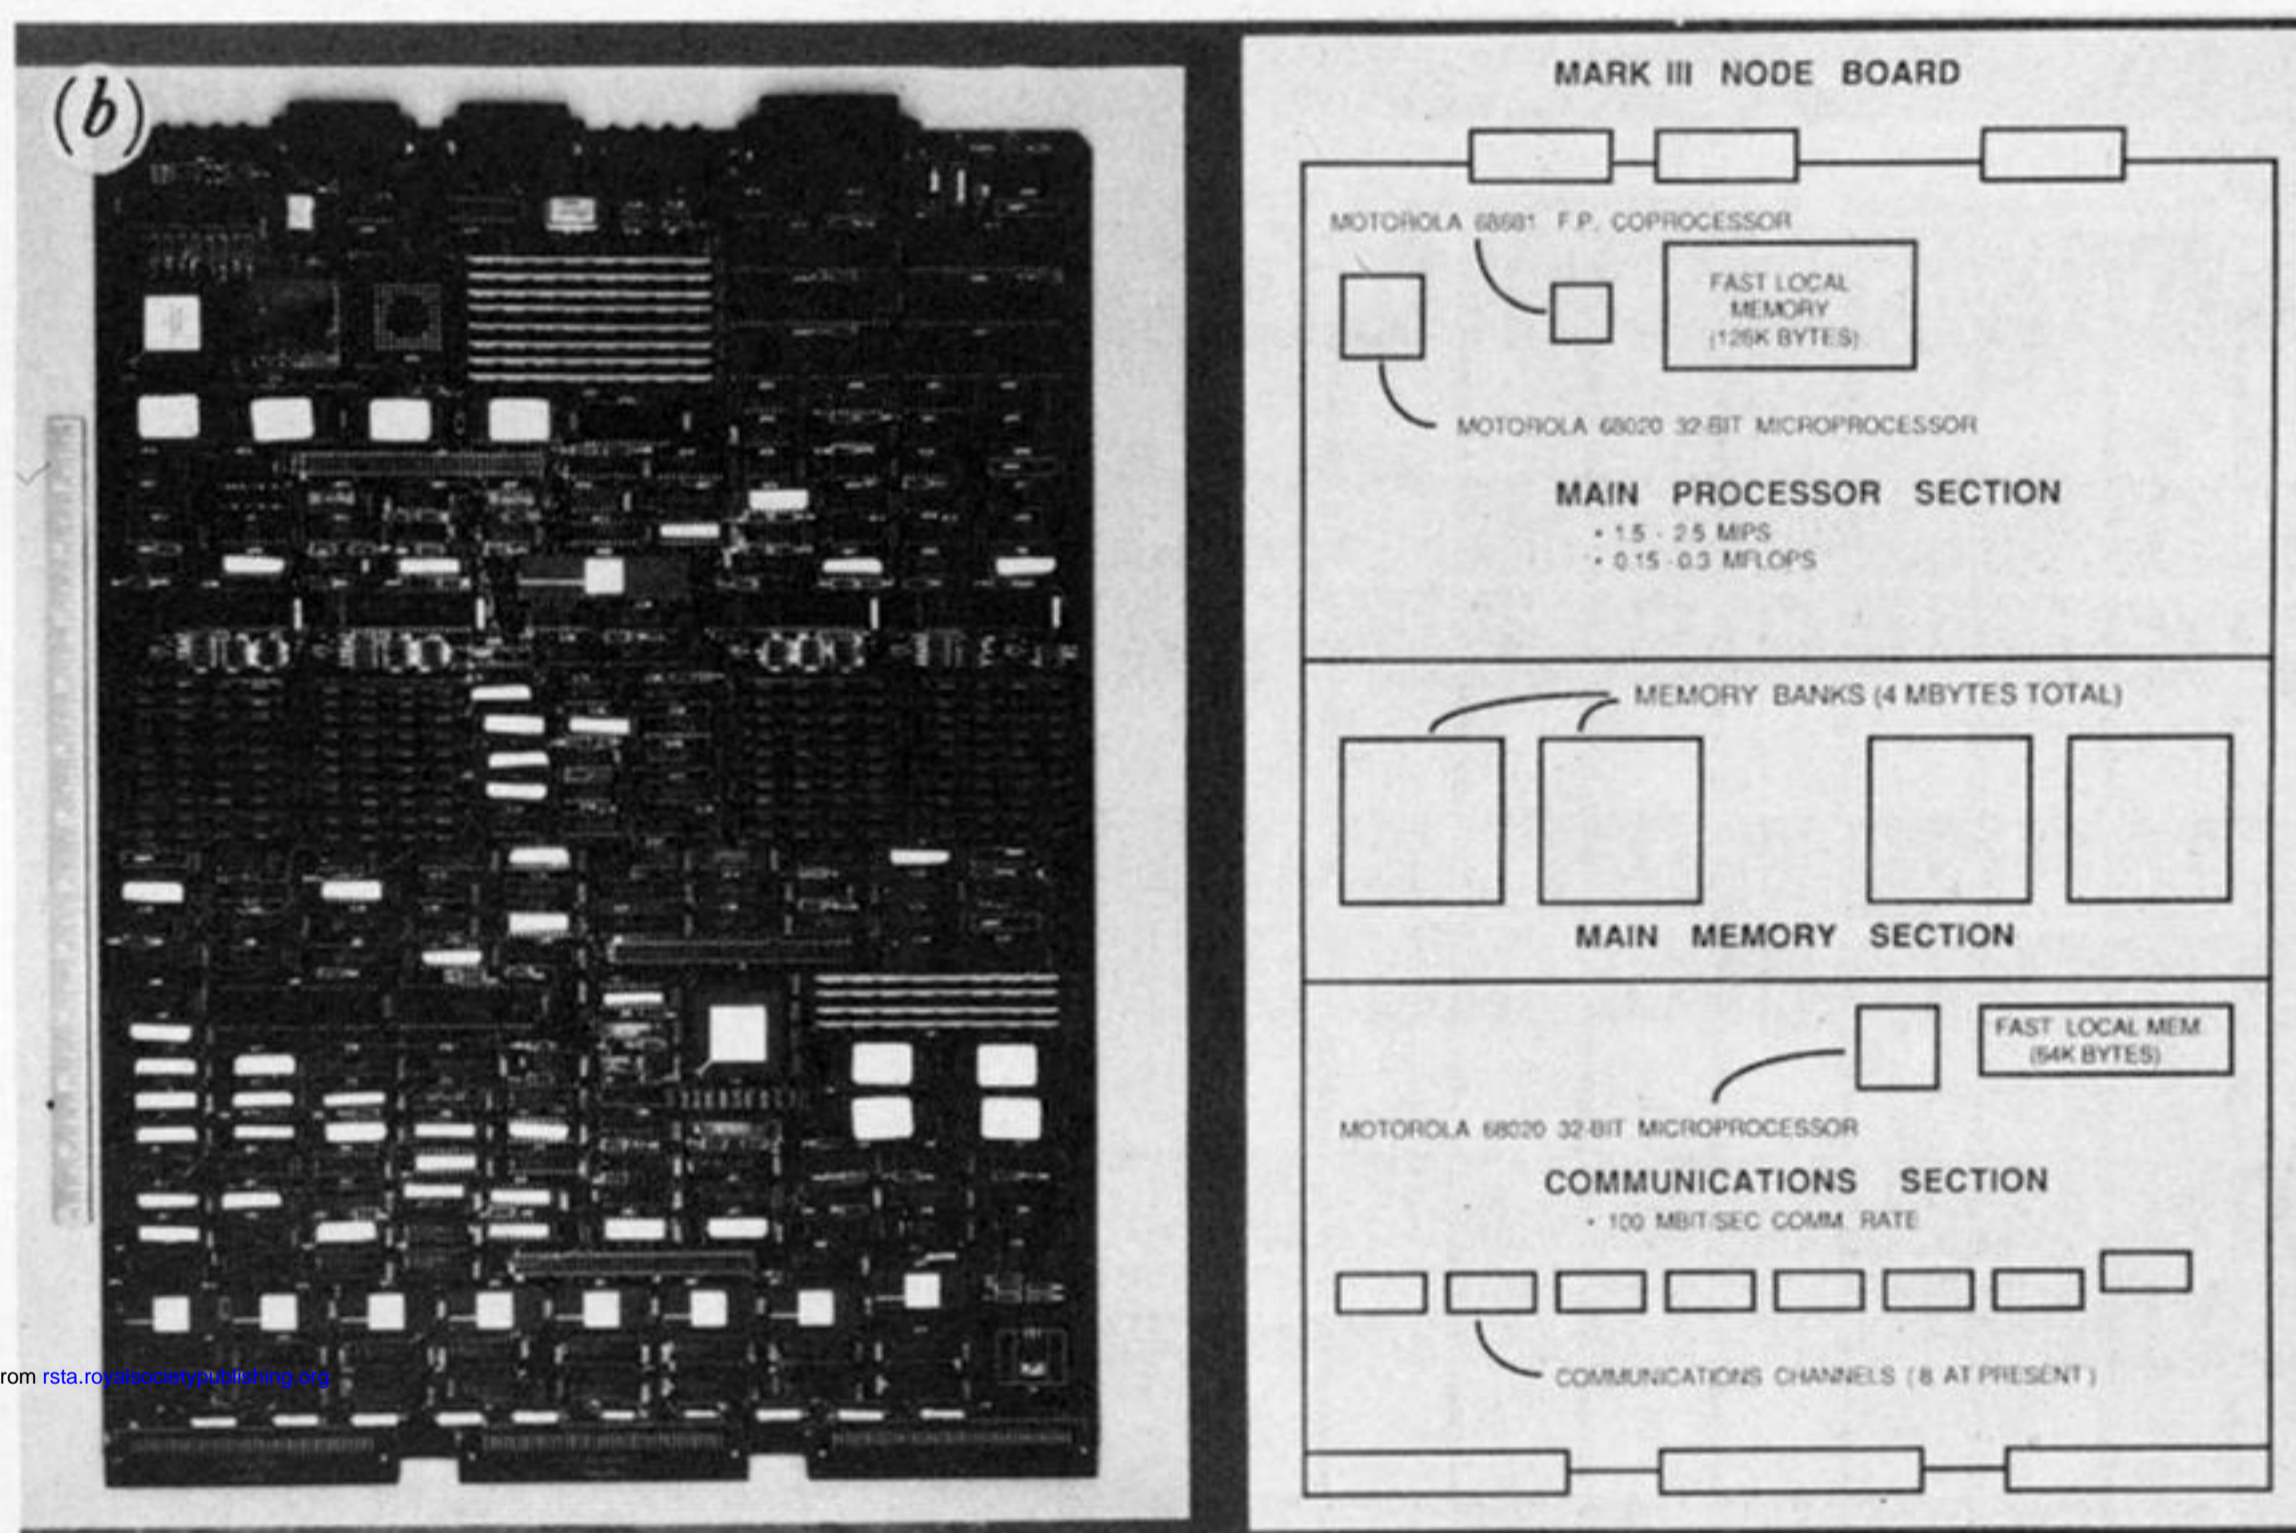 (b)
MARK III NODE BOARD
MOTOROLA 68681 F.P. COPROCESSOR
FAST LOCAL
MEMORY
(128K BYTES)
MOTOROLA 68020 32-BIT MICROPROCESSOR
MAIN PROCESSOR SECTION
• 1.5 - 2.5 MIPS
• 0.15 - 0.3 MFLOPS
MEMORY BANKS (4 MBYTES TOTAL)
MAIN MEMORY SECTION
FAST LOCAL MEM
(64K BYTES)
MOTOROLA 68020 32-BIT MICROPROCESSOR
COMMUNICATIONS SECTION
• 100 MBIT/SEC COMM. RATE
COMMUNICATIONS CHANNELS (8 AT PRESENT)
rom rsta.royalsocietypublishing.org